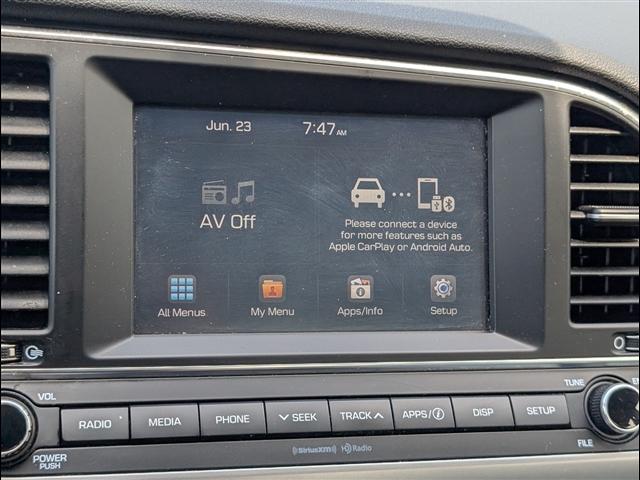 Jun. 23
7:47 AM
AV Off
Please connect a device
for more features such as
Apple CarPlay or Android Auto.
All Menus
My Menu
Apps/Info
Setup
VOL
TUNE
RADIO
MEDIA
PHONE
SEEK
TRACK
APPS/i
DISP
SETUP
POWER
PUSH
((SiriusXM))
HD Radio
FILE